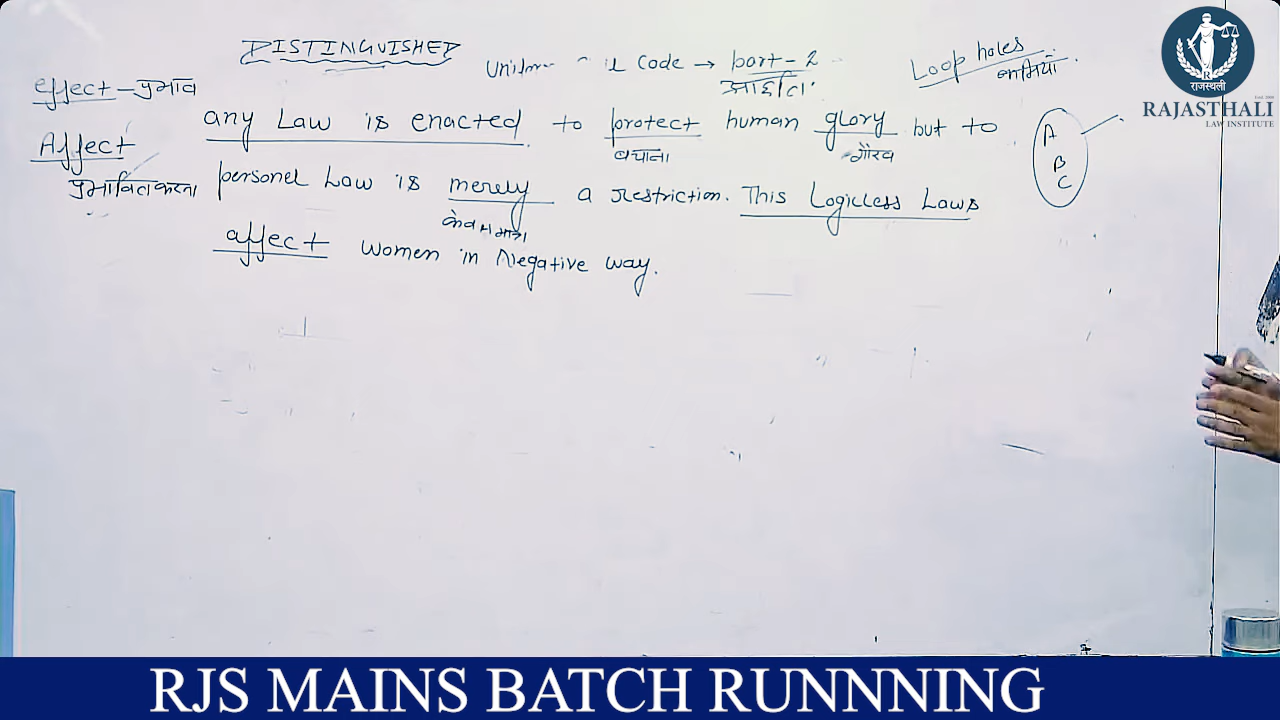 DISTINGUISHED
Uniform Code → part-2
Loop holes
कामियां
effect - प्रभाव
Affect
प्रभावित करना
any Law is enacted to protect human glory but to
बचाना
गौरव
personel Law is merely a restriction. This Logicless Laws
केवल मात्र
affect women in Negative way.
A
B
C
राजस्थली
RAJASTHALI
LAW INSTITUTE
RJS MAINS BATCH RUNNNING